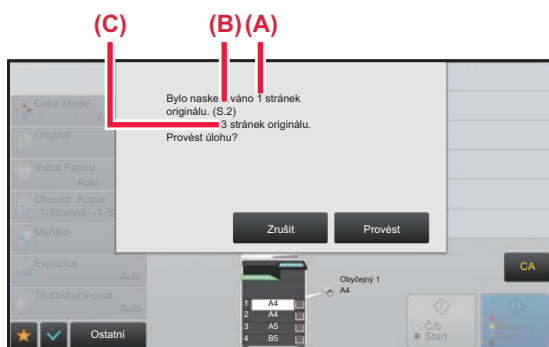 (C) (B) (A)
Bylo naske váno 1 stránek
originálu. (S.2)
3 stránek originálu.
Provést úlohu?
Zrušit Provést
Color Mode
Originál
Volba Papíru
Auto
Oboustr. Kopie
1-Stranně→1-S
Měřítko
Expozice
Auto
Třídit/skupinovat
Auto
Ostatní
Obyčejný 1
A4
1 A4
2 A4
3 A5
4 B5
CA
Č/b
Start